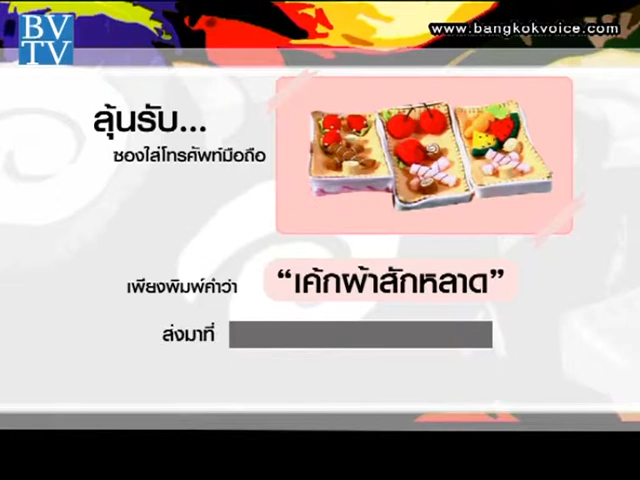 BV
TV
www.bangkokvoice.com
ลุ้นรับ...
ซองใส่โทรศัพท์มือถือ
เพียงพิมพ์คำว่า
“เค้กผ้าสักหลาด”
ส่งมาที่